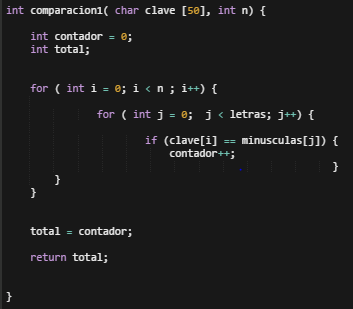 int comparacion1( char clave [50], int n) {
int contador = 0;
int total;
for ( int i = 0; i < n ; i++) {
for ( int j = 0;  j < letras; j++) {
if (clave[i] == minusculas[j]) {
contador++;
}
}
}
total = contador;
return total;
}